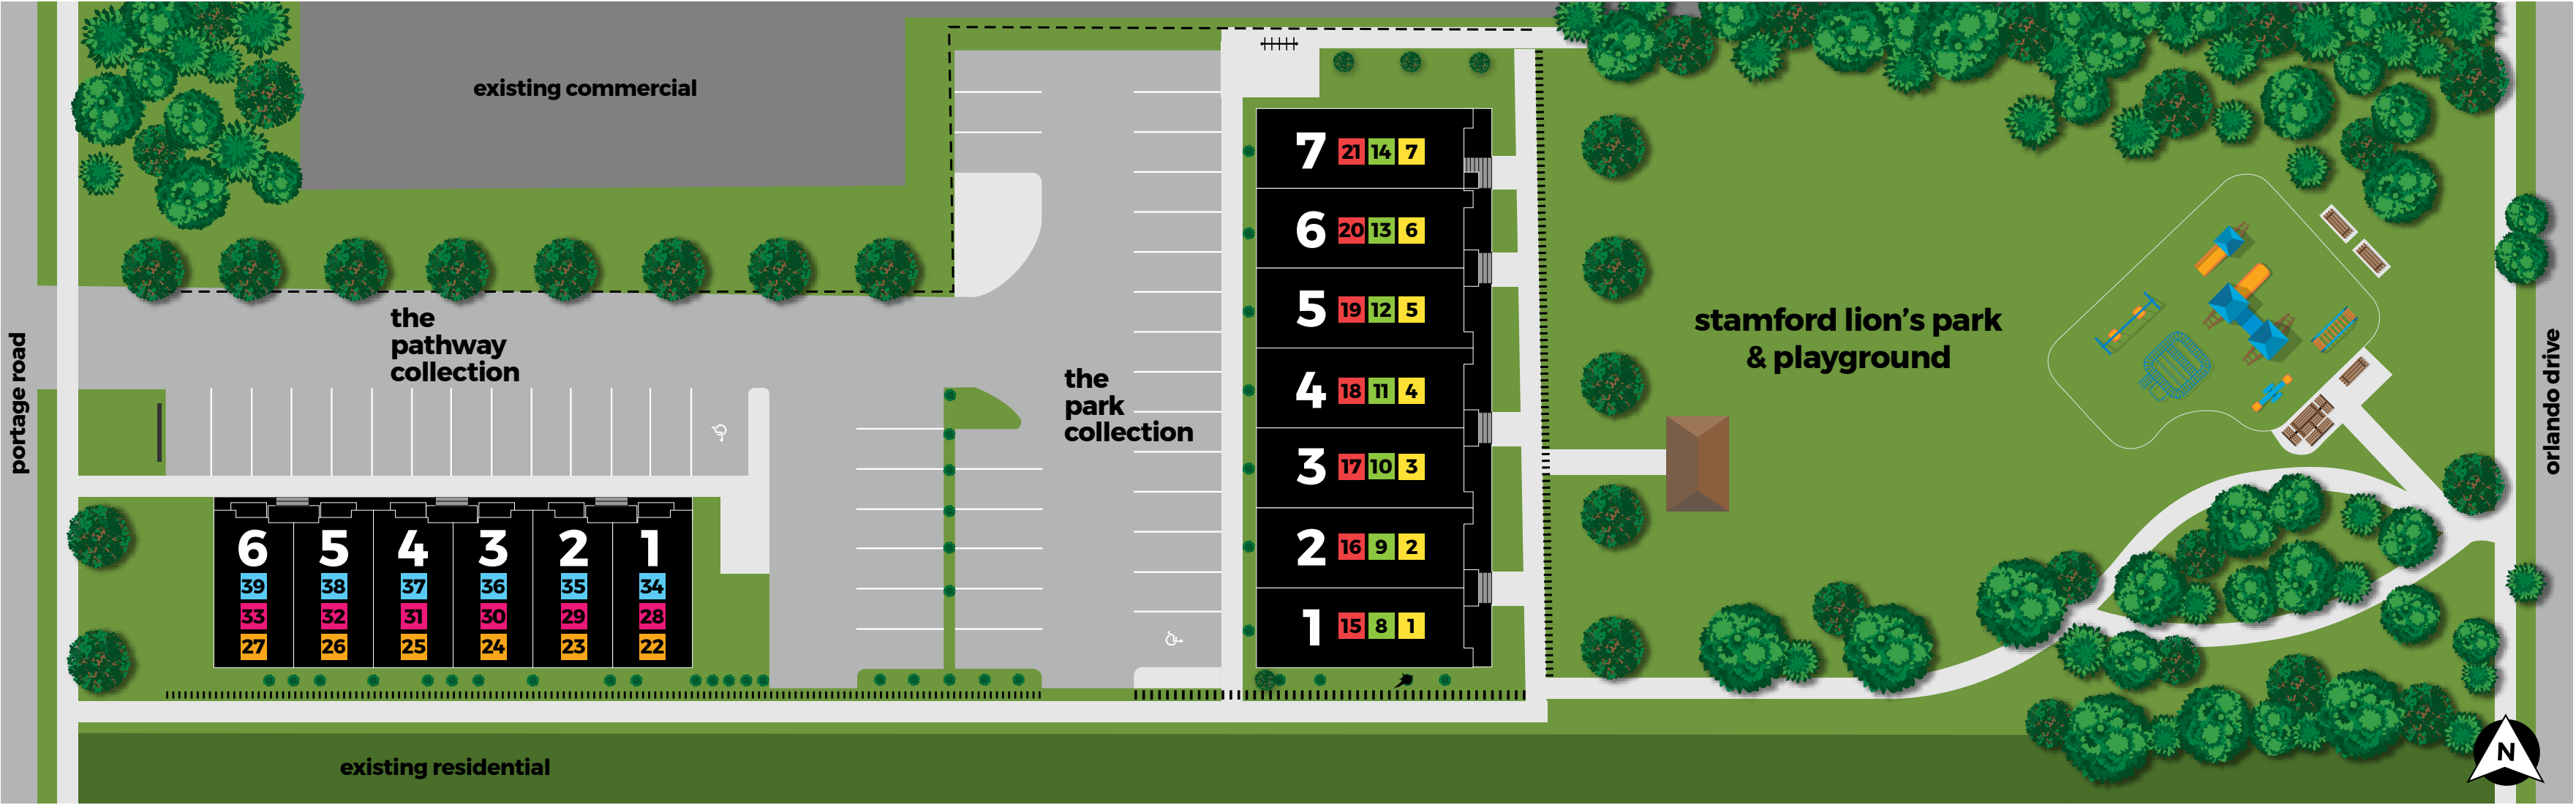 existing commercial
portage road
the
pathway
collection
the
park
collection
7 21 14 7
6 20 13 6
5 19 12 5
4 18 11 4
3 17 10 3
2 16 9 2
1 15 8 1
stamford lion's park
& playground
orlando drive
6 5 4 3 2 1
39 38 37 36 35 34
33 32 31 30 29 28
27 26 25 24 23 22
existing residential
N